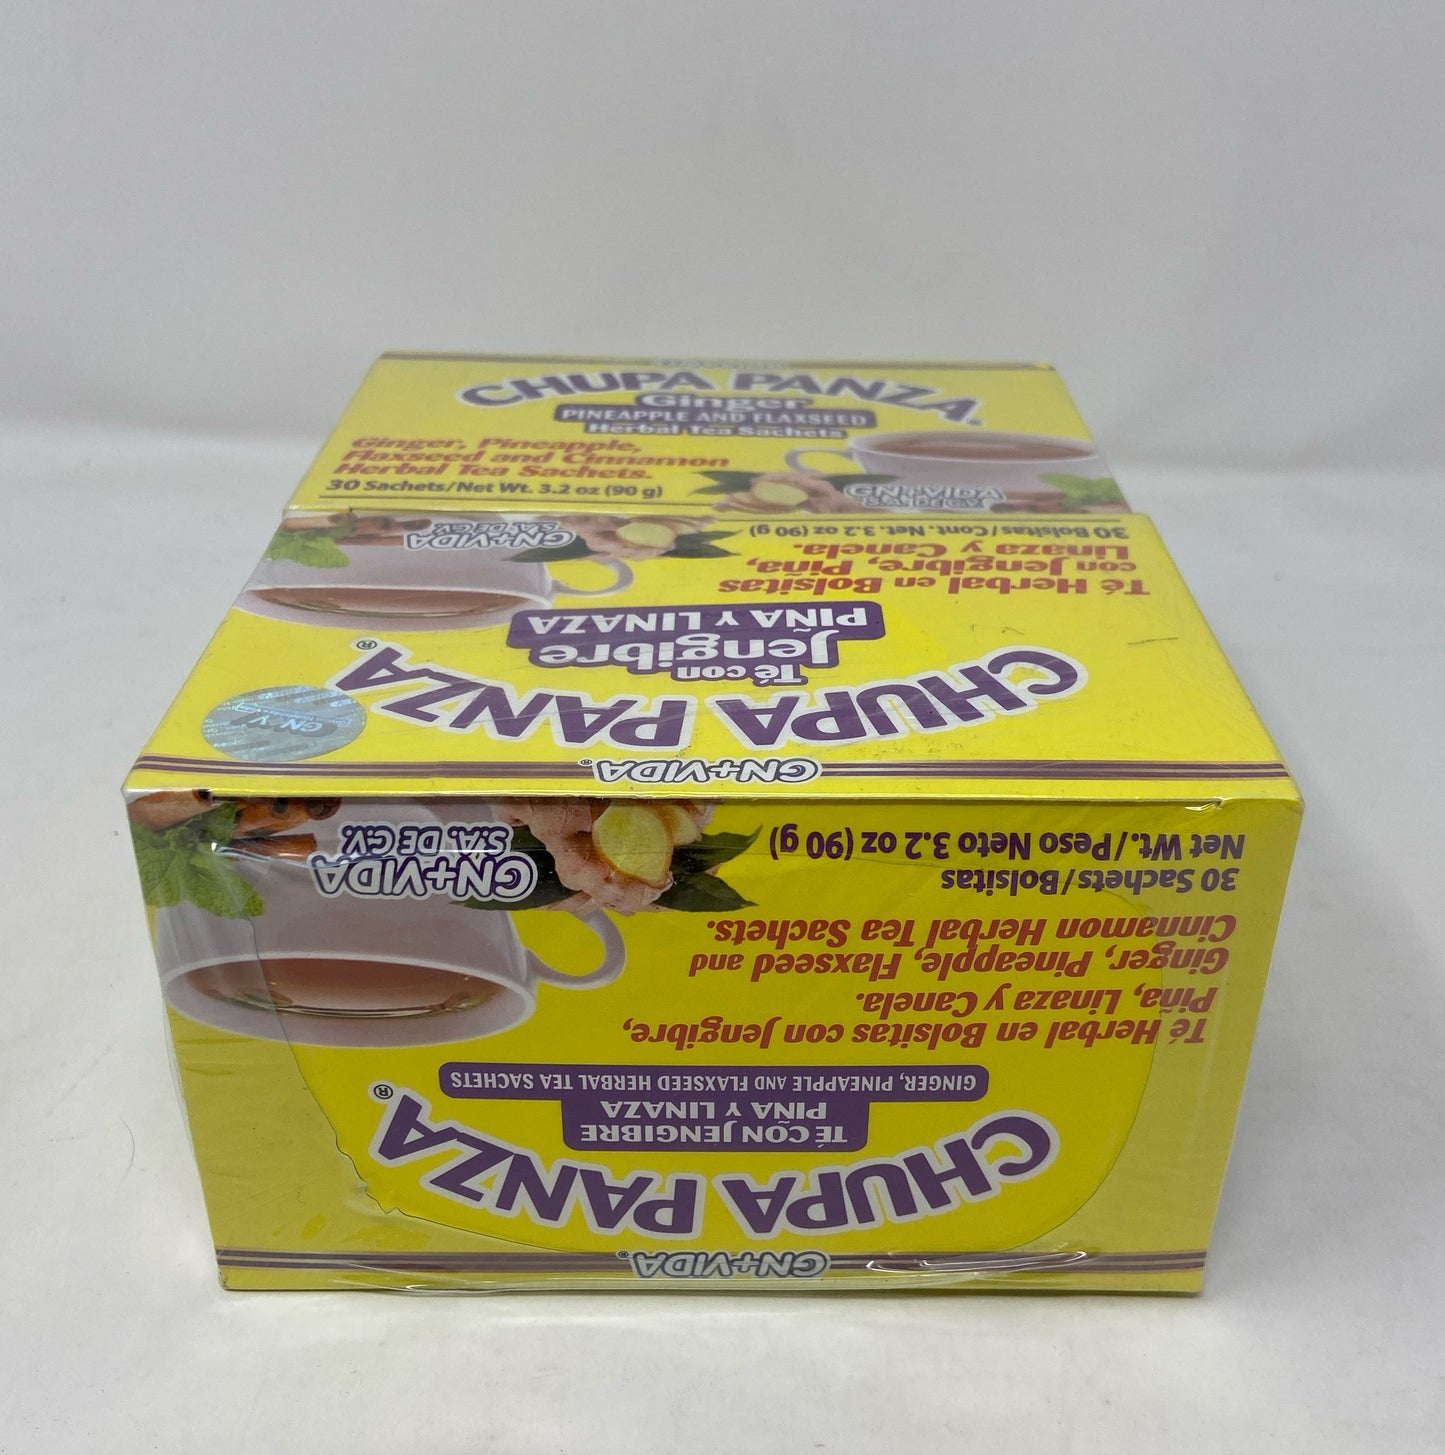 CHUPA PANZA
Ginger
PINEAPPLE AND FLAXSEED
Herbal Tea Sachets
Ginger, Pineapple,
Flaxseed and Cinnamon
Herbal Tea Sachets.
30 Sachets/Net Wt. 3.2 oz (90 g)
GN+VIDA
S.A. DE C.V.
GN+VIDA®
CHUPA PANZA®
Té con
Jengibre
PIÑA Y LINAZA
Té Herbal en Bolsitas
con Jengibre, Piña,
Linaza y Canela.
30 Bolsitas/Cont. Net. 3.2 oz (90 g)
GN+VIDA
S.A. DE C.V.
GN+V
GN+VIDA®
CHUPA PANZA®
TÉ CON JENGIBRE
PIÑA Y LINAZA
GINGER, PINEAPPLE AND FLAXSEED HERBAL TEA SACHETS
Té Herbal en Bolsitas con Jengibre,
Piña, Linaza y Canela.
Ginger, Pineapple, Flaxseed and
Cinnamon Herbal Tea Sachets.
30 Sachets/Bolsitas
Net Wt./Peso Neto 3.2 oz (90 g)
GN+VIDA
S.A. DE C.V.